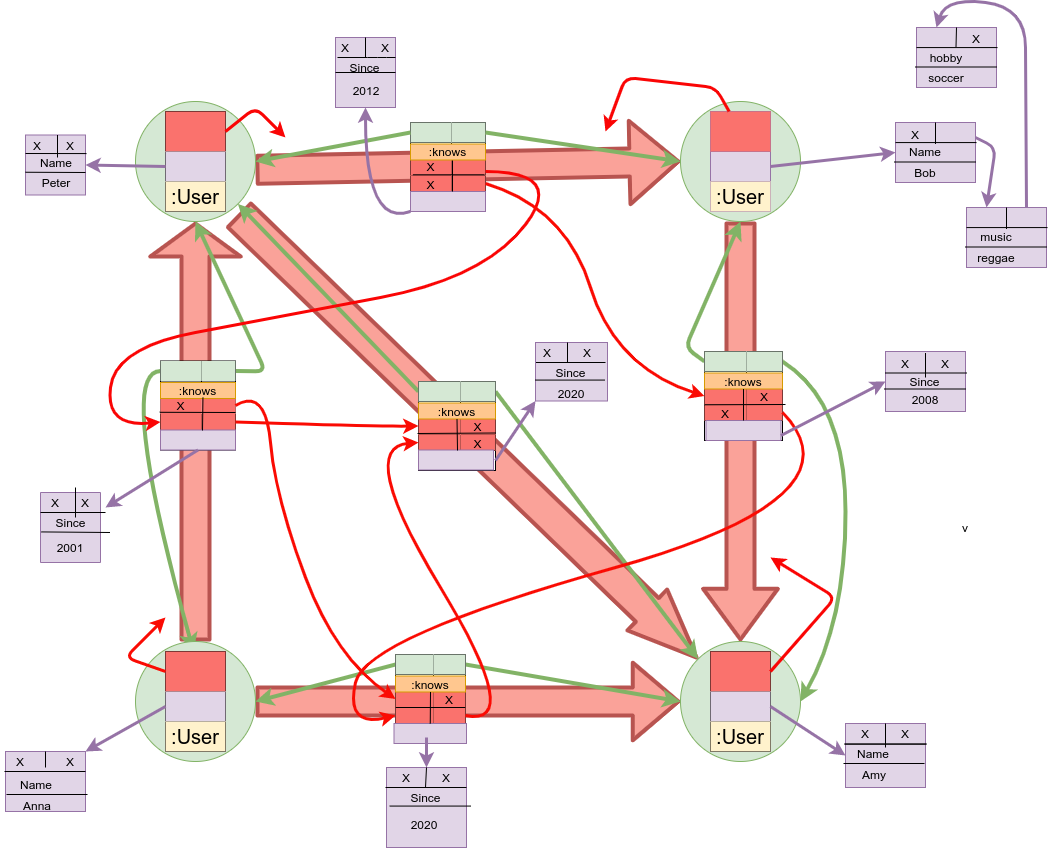 X X
Since
2012
X
hobby
soccer
X X
Name
Peter
:User
:knows
X
X
:User
X
Name
Bob
music
reggae
:knows
X
:knows
X
X
X X
Since
2020
:knows
X
X
X X
Since
2008
X X
Since
2001
v
:User
:knows
X
:User
X X
Name
Anna
X X
Since
2020
X X
Name
Amy